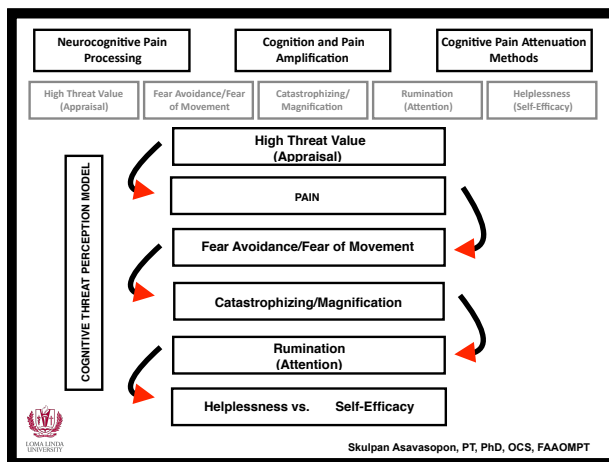 Neurocognitive Pain
Processing
Cognition and Pain
Amplification
Cognitive Pain Attenuation
Methods
High Threat Value
(Appraisal)
Fear Avoidance/Fear
of Movement
Catastrophizing/
Magnification
Rumination
(Attention)
Helplessness
(Self-Efficacy)
COGNITIVE THREAT PERCEPTION MODEL
High Threat Value
(Appraisal)
PAIN
Fear Avoidance/Fear of Movement
Catastrophizing/Magnification
Rumination
(Attention)
Helplessness vs. Self-Efficacy
LOMA LINDA
UNIVERSITY
Skulpan Asavasopon, PT, PhD, OCS, FAAOMPT